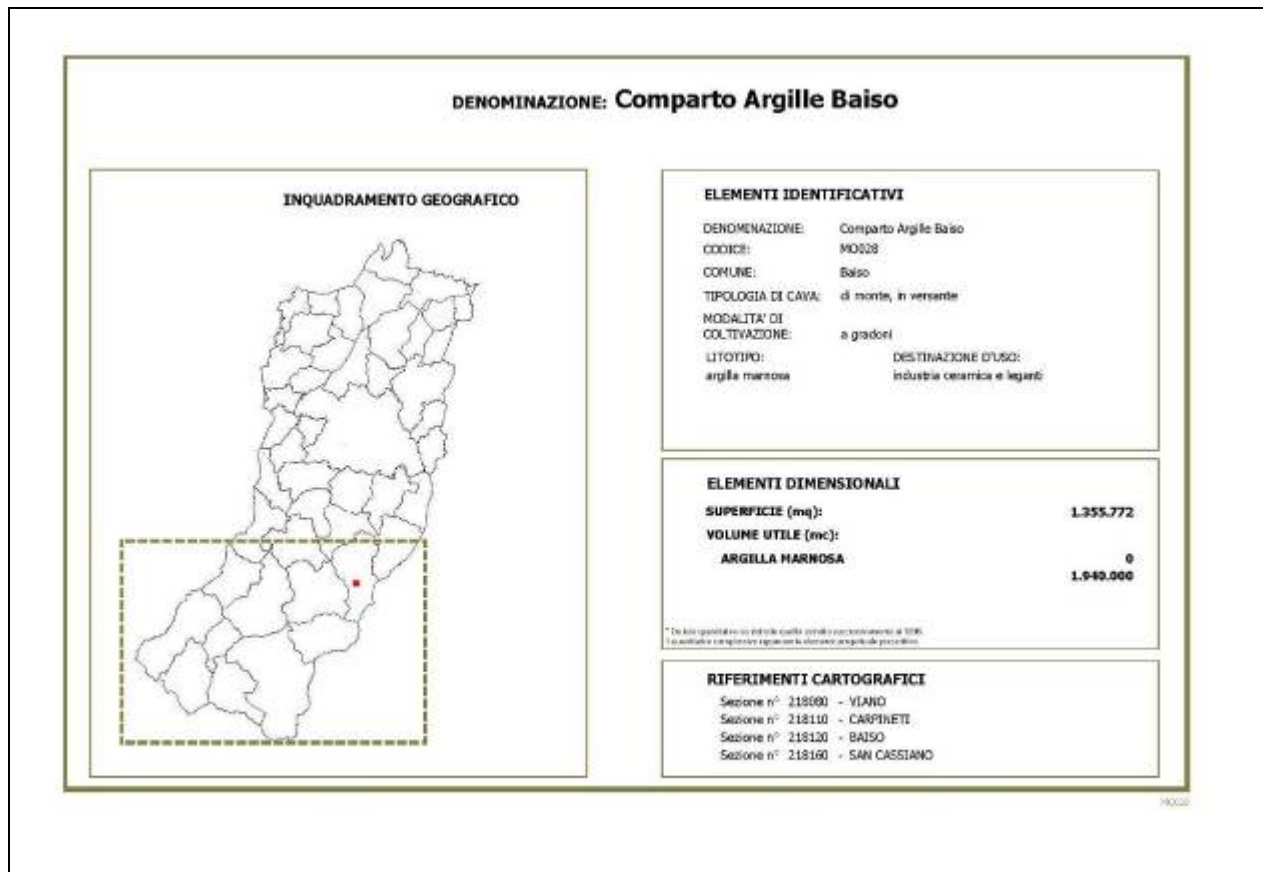 DENOMINAZIONE: Comparto Argille Baiso
INQUADRAMENTO GEOGRAFICO
ELEMENTI IDENTIFICATIVI
DENOMINAZIONE: Comparto Argille Baiso
CODICE: MO028
COMUNE: Baiso
TIPOLOGIA DI CAVA: di monte, in versante
MODALITA' DI
COLTIVAZIONE: a gradoni
LITOTIPO: DESTINAZIONE D'USO:
argilla marnosa industria ceramica e leganti
ELEMENTI DIMENSIONALI
SUPERFICIE (mq): 1.355.772
VOLUME UTILE (mc):
ARGILLA MARNOSA 0
1.940.000
RIFERIMENTI CARTOGRAFICI
Sezione n° 218080 - VIANO
Sezione n° 218110 - CARPINETI
Sezione n° 218120 - BAISO
Sezione n° 218160 - SAN CASSIANO
MO028